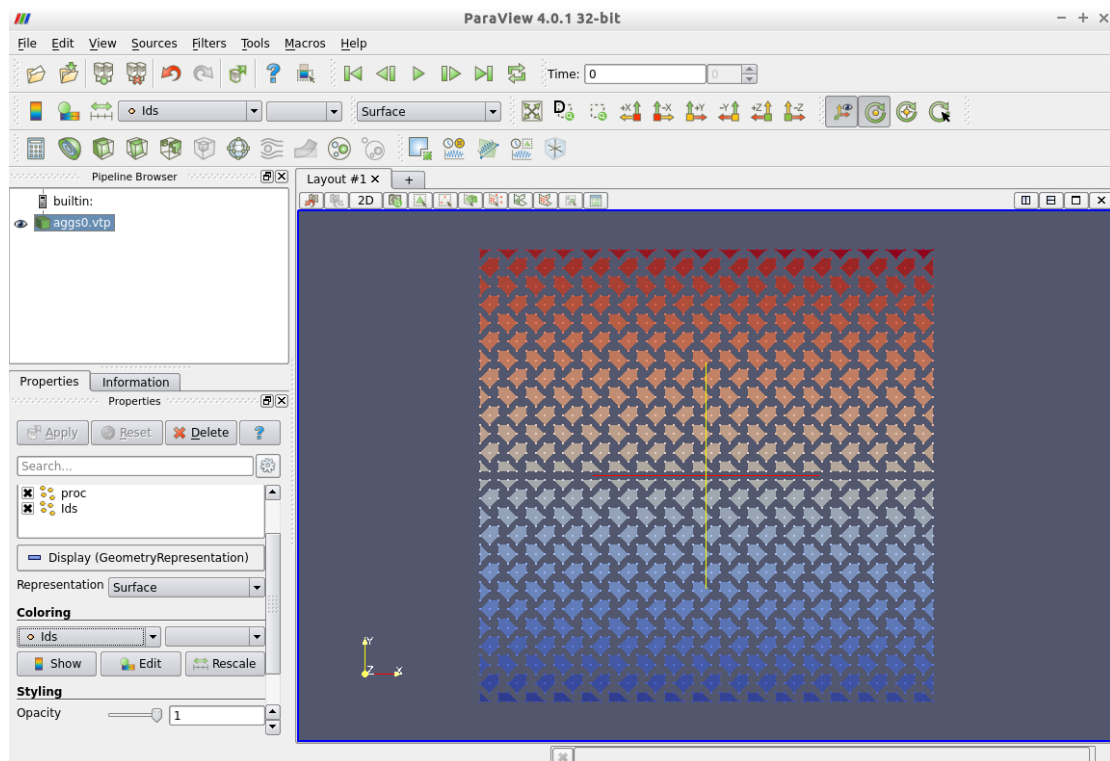 ParaView 4.0.1 32-bit
File Edit View Sources Filters Tools Macros Help
Time: 0 0
Ids Surface +X -X +Y -Y +Z -Z
Pipeline Browser
Layout #1 +
builtin:
2D
aggs0.vtp
Properties Information
Properties
Apply Reset Delete ?
Search...
proc
Ids
Display (GeometryRepresentation)
Representation Surface
Coloring
Ids
Show Edit Rescale
Styling
Opacity 1
Y
Z X